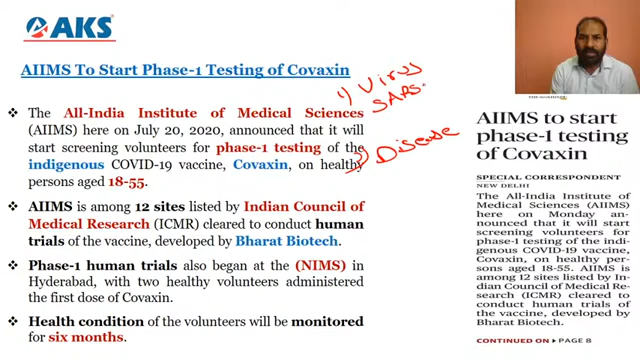 AKS
AIIMS To Start Phase-1 Testing of Covaxin
1) Virus
SARS-
2) Disease
The All-India Institute of Medical Sciences
(AIIMS) here on July 20, 2020, announced that it will
start screening volunteers for phase-1 testing of the
indigenous COVID-19 vaccine, Covaxin, on healthy
persons aged 18-55.
AIIMS is among 12 sites listed by Indian Council of
Medical Research (ICMR) cleared to conduct human
trials of the vaccine, developed by Bharat Biotech.
Phase-1 human trials also began at the (NIMS) in
Hyderabad, with two healthy volunteers administered
the first dose of Covaxin.
Health condition of the volunteers will be monitored
for six months.
AIIMS to start
phase-1 testing
of Covaxin
SPECIAL CORRESPONDENT
NEW DELHI
The All-India Institute of
Medical Sciences (AIIMS)
here on Monday an-
nounced that it will start
screening volunteers for
phase-1 testing of the indi-
genous COVID-19 vaccine,
Covaxin, on healthy per-
sons aged 18-55. AIIMS is
among 12 sites listed by In-
dian Council of Medical Re-
search (ICMR) cleared to
conduct human trials of
the vaccine, developed by
Bharat Biotech.
CONTINUED ON ▶ PAGE 8